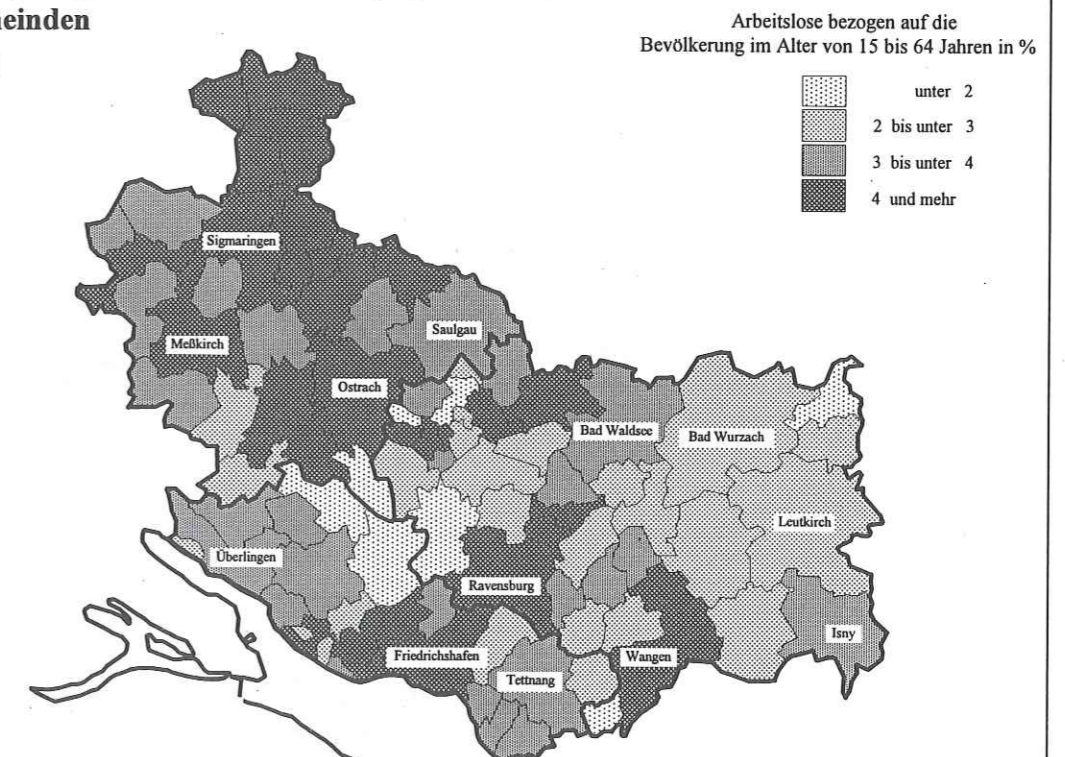 einden
Arbeitslose bezogen auf die
Bevölkerung im Alter von 15 bis 64 Jahren in %
unter 2
2 bis unter 3
3 bis unter 4
4 und mehr
Sigmaringen
Saulgau
Meßkirch
Ostrach
Bad Waldsee
Bad Wurzach
Leutkirch
Überlingen
Ravensburg
Isny
Friedrichshafen
Wangen
Tettnang